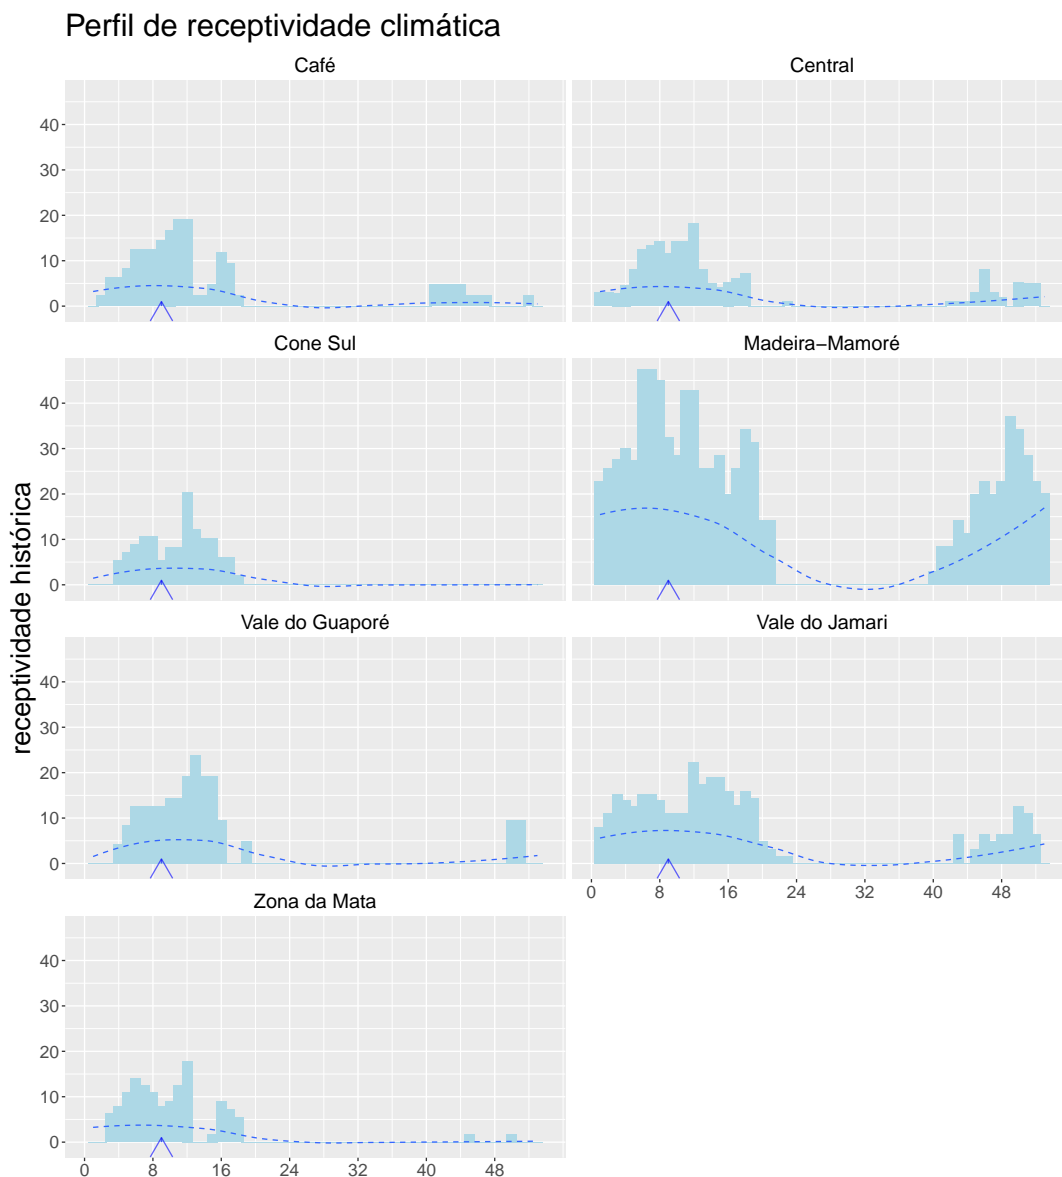 Perfil de receptividade climática
Café
Central
40
30
20
10
0
Cone Sul
Madeira−Mamoré
40
30
20
10
0
receptividade histórica
Vale do Guaporé
Vale do Jamari
40
30
20
10
0
0 8 16 24 32 40 48
Zona da Mata
40
30
20
10
0
0 8 16 24 32 40 48